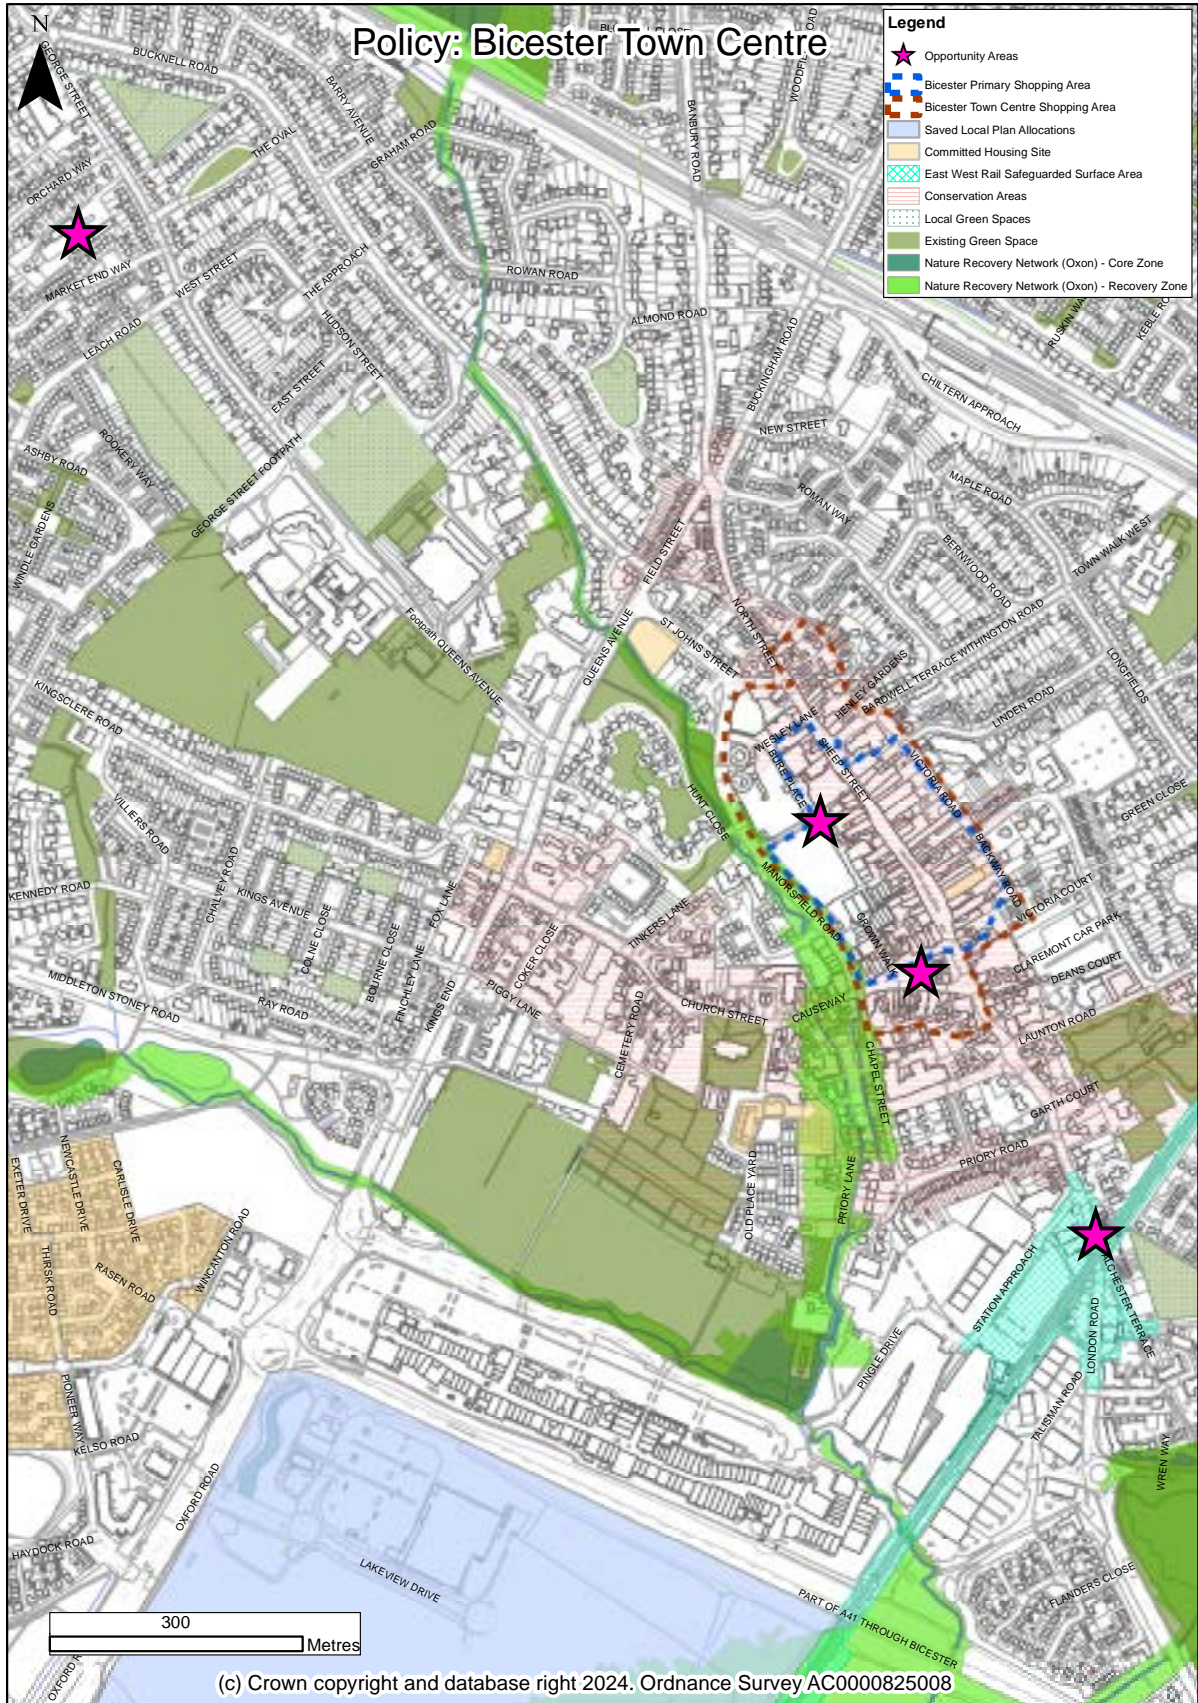 Policy: Bicester Town Centre
N
Legend
Opportunity Areas
Bicester Primary Shopping Area
Bicester Town Centre Shopping Area
Saved Local Plan Allocations
Committed Housing Site
East West Rail Safeguarded Surface Area
Conservation Areas
Local Green Spaces
Existing Green Space
Nature Recovery Network (Oxon) - Core Zone
Nature Recovery Network (Oxon) - Recovery Zone
GEORGE STREET
BUCKNELL ROAD
BARRY AVENUE
GRAHAM ROAD
THE OVAL
ORCHARD WAY
MARKET END WAY
WEST STREET
THE APPROACH
LEACH ROAD
HUDSON STREET
EAST STREET
BANBURY ROAD
ROWAN ROAD
ALMOND ROAD
BUCKINGHAM ROAD
CHILTERN APPROACH
NEW STREET
ASHBY ROAD
ROOKERY WAY
GEORGE STREET FOOTPATH
WINDLE GARDENS
ROMAN WAY
MAPLE ROAD
BERNWOOD ROAD
TOWN WALK WEST
FIELD STREET
Footpath QUEENS AVENUE
QUEENS AVENUE
ST JOHNS STREET
NORTH STREET
HENLEY GARDENS
BARDWELL TERRACE
WITHINGTON ROAD
LONGFIELDS
LINDEN ROAD
KINGSCLERE ROAD
WESLEY LANE
BURE PLACE
SHEEP STREET
VICTORIA ROAD
HUNT CLOSE
GREEN CLOSE
VILLIERS ROAD
KENNEDY ROAD
CHALVEY ROAD
KINGS AVENUE
COLNE CLOSE
BOURNE CLOSE
FINCHLEY LANE
FOX LANE
KINGS END
COKER CLOSE
PIGGY LANE
TINKERS LANE
MANORSFIELD ROAD
CROWN WALK
BACKWAY ROAD
VICTORIA COURT
CLAREMONT CAR PARK
DEANS COURT
MIDDLETON STONEY ROAD
RAY ROAD
CEMETERY ROAD
CHURCH STREET
CAUSEWAY
CHAPEL STREET
LAUNTON ROAD
GARTH COURT
PRIORY ROAD
OLD PLACE YARD
PRIORY LANE
EXETER DRIVE
NEWCASTLE DRIVE
CARLISLE DRIVE
THIRSK ROAD
RASEN ROAD
WINCANTON ROAD
STATION APPROACH
LONDON ROAD
PINGLE DRIVE
TALISMAN ROAD
WREN WAY
PIONEER WAY
KELSO ROAD
OXFORD ROAD
HAYDOCK ROAD
LAKEVIEW DRIVE
PART OF A41 THROUGH BICESTER
FLANDERS CLOSE
300
Metres
(c) Crown copyright and database right 2024. Ordnance Survey AC0000825008